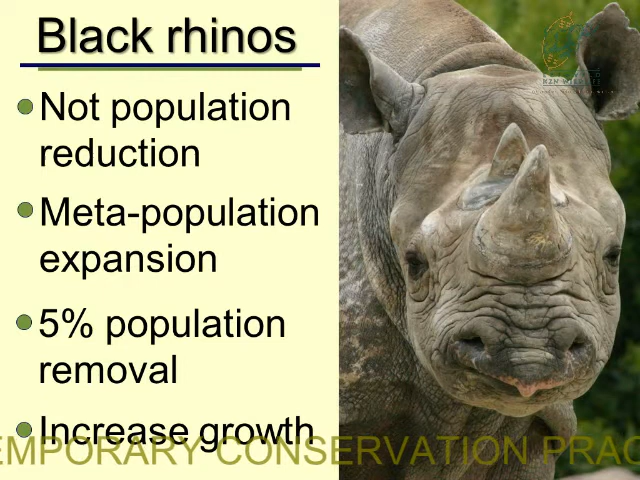 Black rhinos
Not population
reduction
Meta-population
expansion
5% population
removal
Increase growth
EMPORARY CONSERVATION PRAC